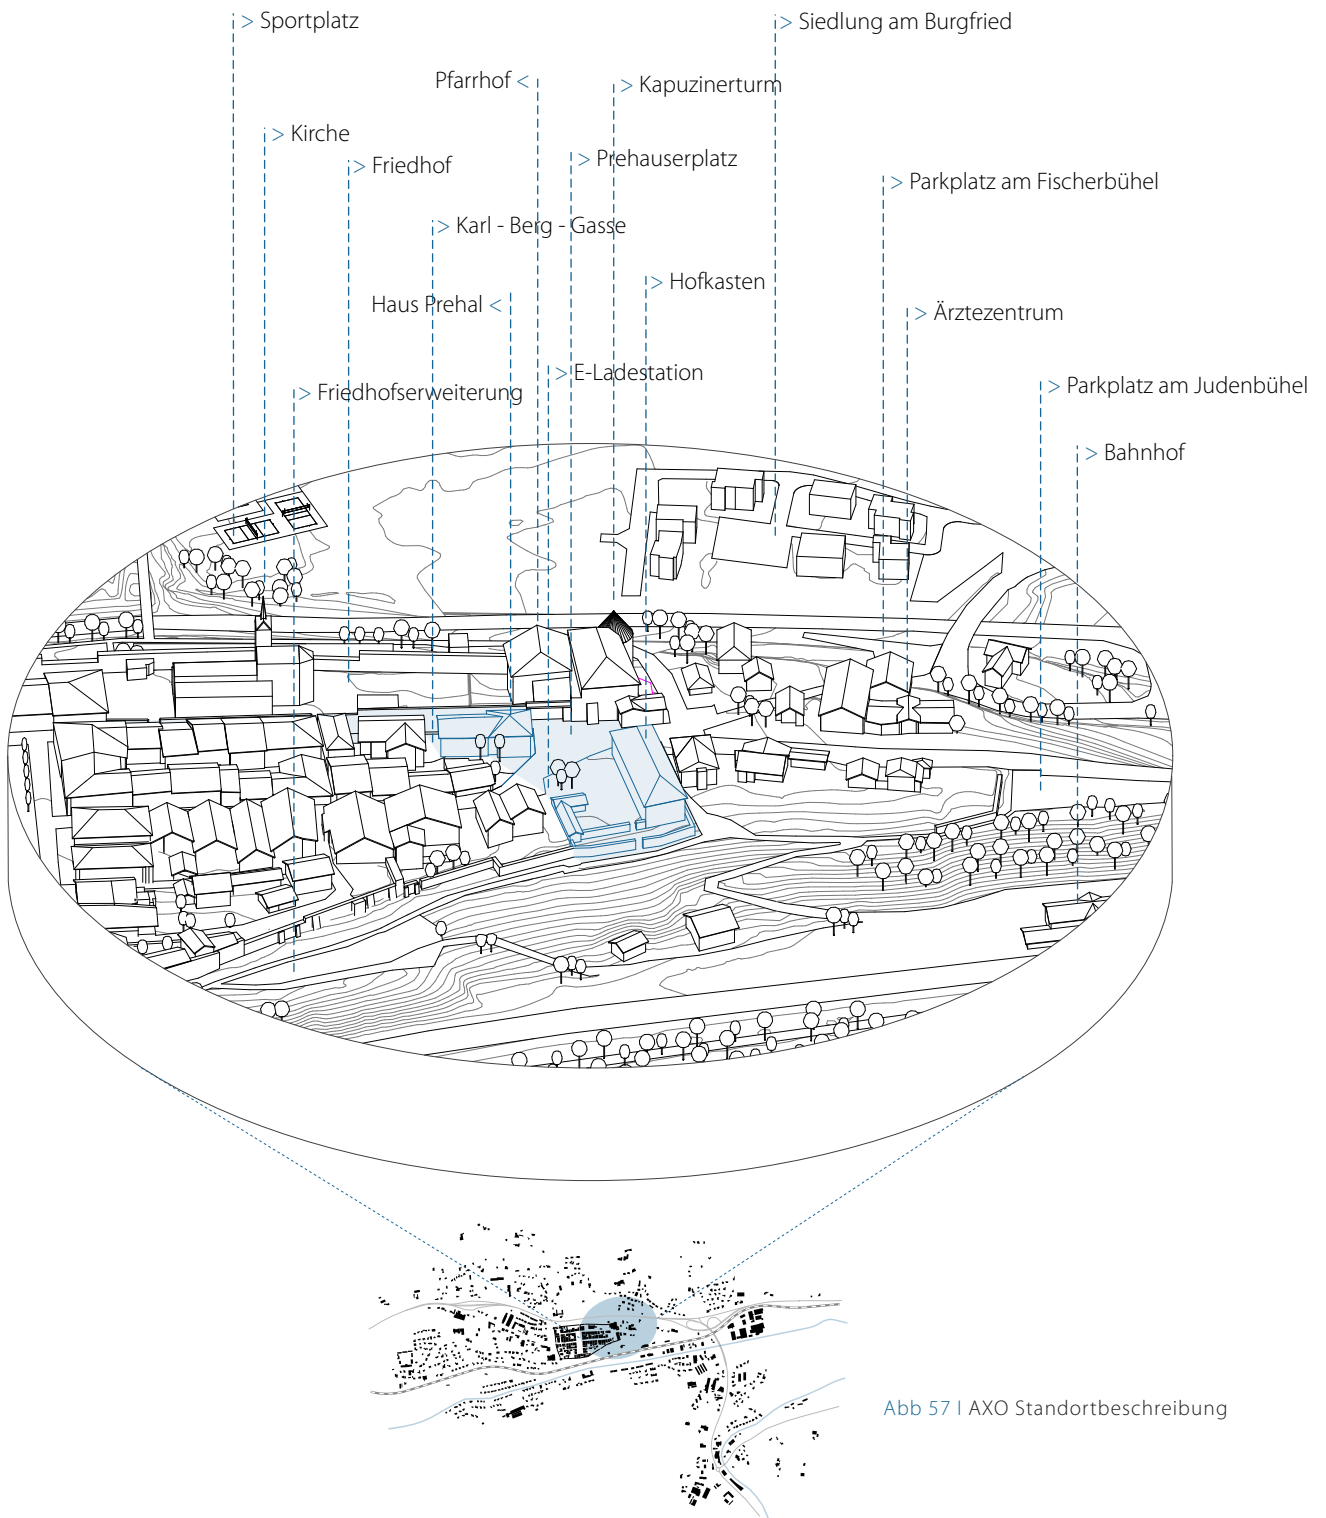 > Sportplatz
> Siedlung am Burgfried
Pfarrhof <
> Kapuzinerturm
> Kirche
> Prehauserplatz
> Friedhof
> Parkplatz am Fischerbühel
> Karl - Berg - Gasse
> Hofkasten
Haus Prehal <
> Ärztezentrum
> E-Ladestation
> Parkplatz am Judenbühel
> Friedhofserweiterung
> Bahnhof
Abb 57 I AXO Standortbeschreibung